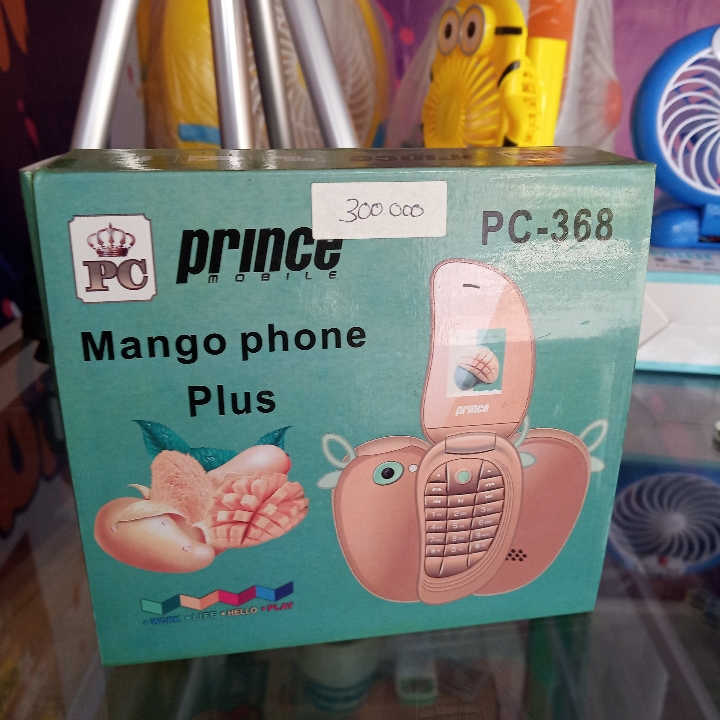 300 000
PC
prince
MOBILE
PC-368
Mango phone
Plus
prince
WORK • LIFE • HELLO • PLAY